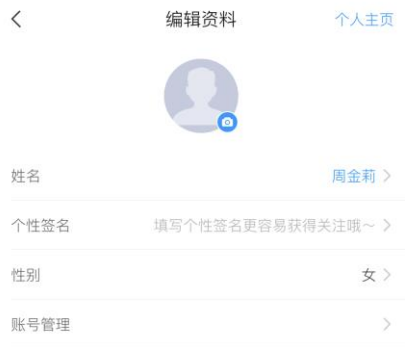 编辑资料 个人主页
姓名 周金莉
个性签名 填写个性签名更容易获得关注哦~
性别 女
账号管理